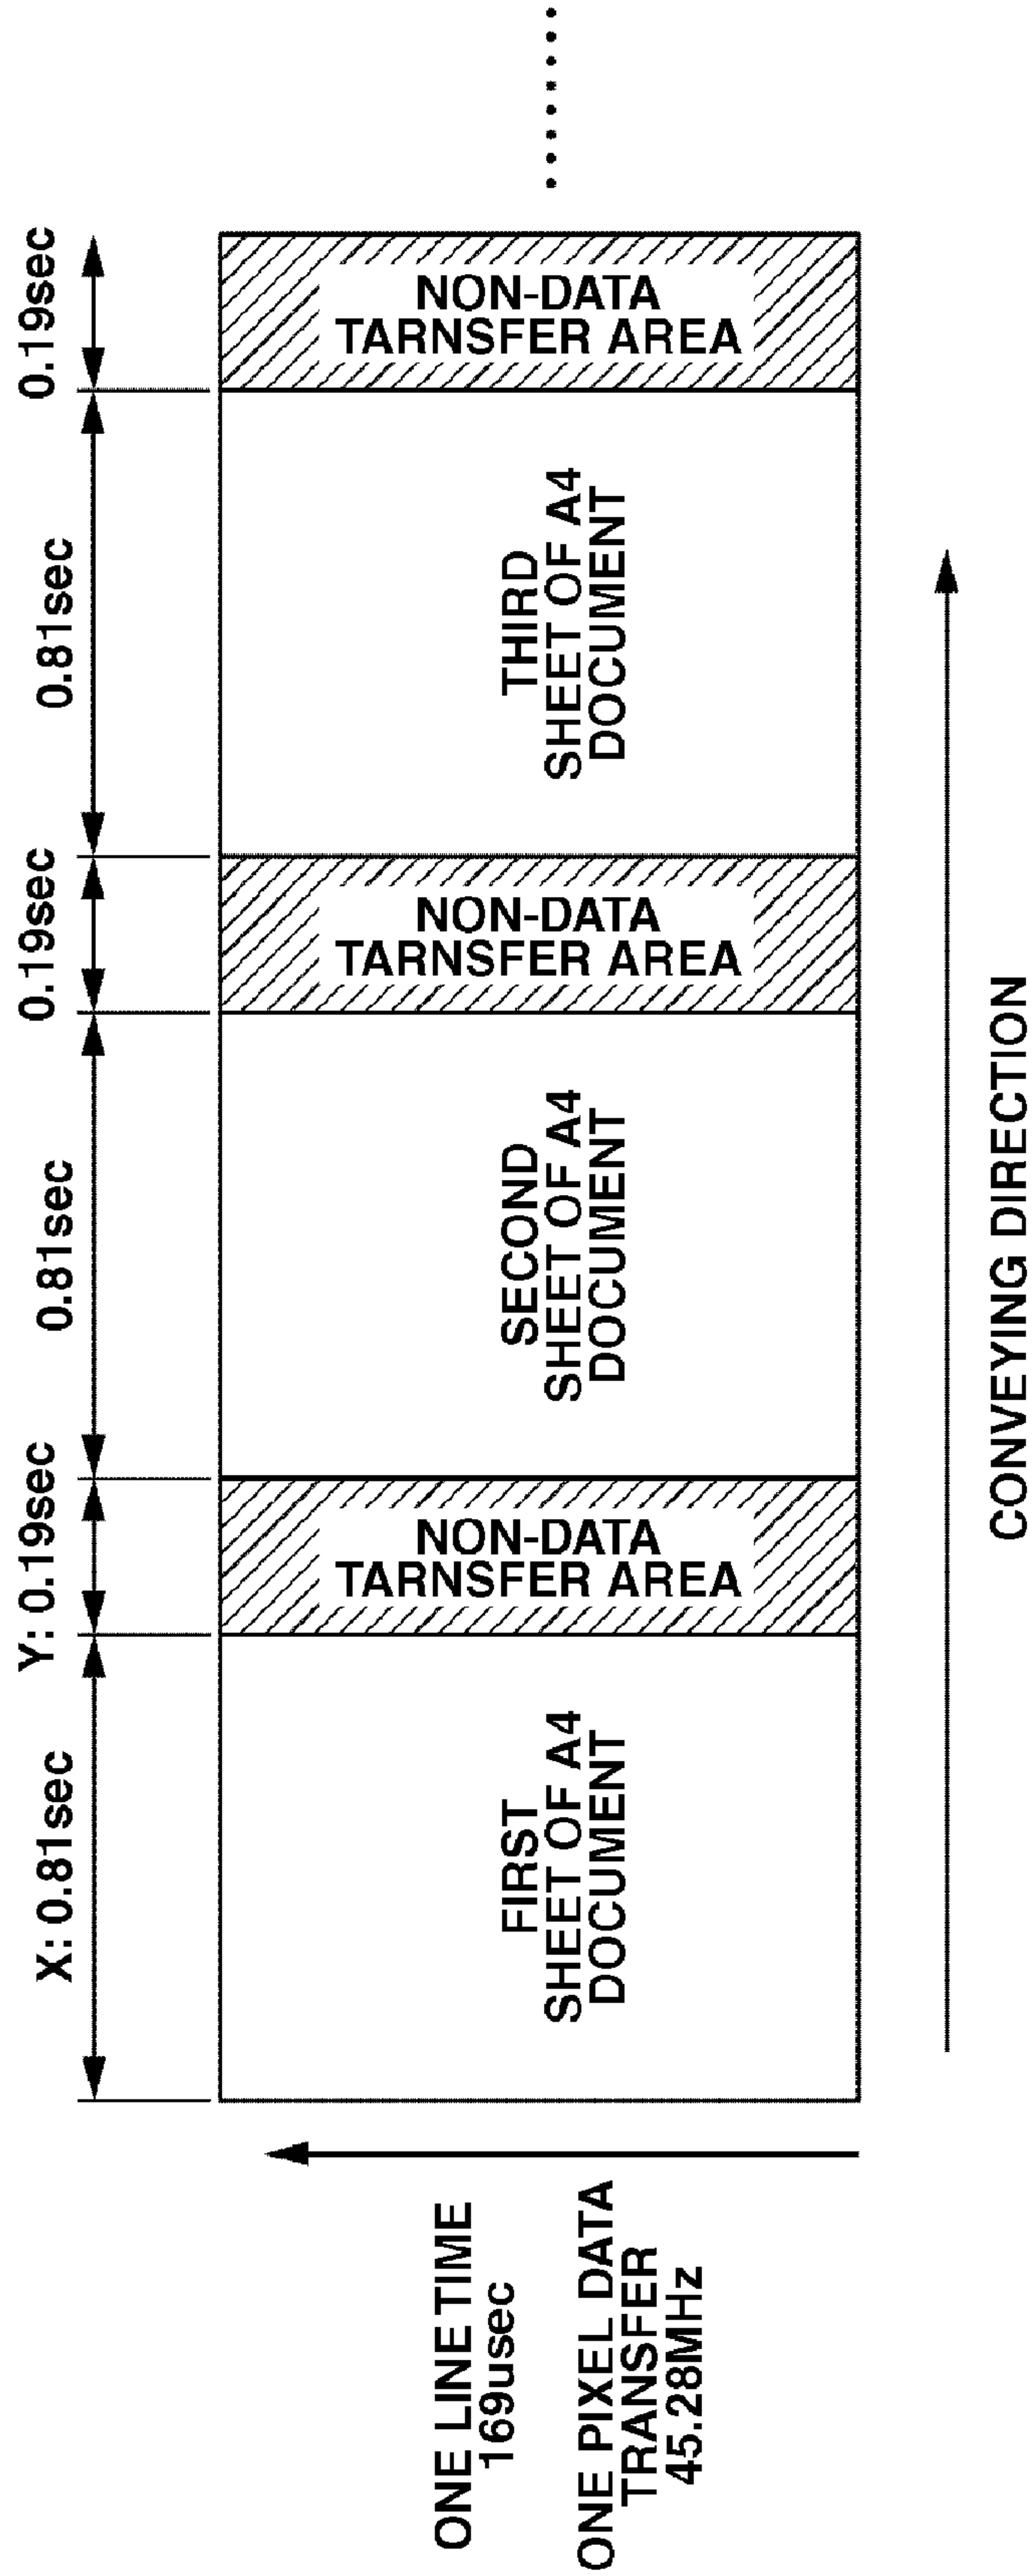 X: 0.81sec
Y: 0.19sec
0.81sec
0.19sec
0.81sec
0.19sec
ONE LINE TIME
169usec
ONE PIXEL DATA
TRANSFER
45.28MHz
FIRST
SHEET OF A4
DOCUMENT
NON-DATA
TARNSFER AREA
SECOND
SHEET OF A4
DOCUMENT
NON-DATA
TARNSFER AREA
THIRD
SHEET OF A4
DOCUMENT
NON-DATA
TARNSFER AREA
CONVEYING DIRECTION